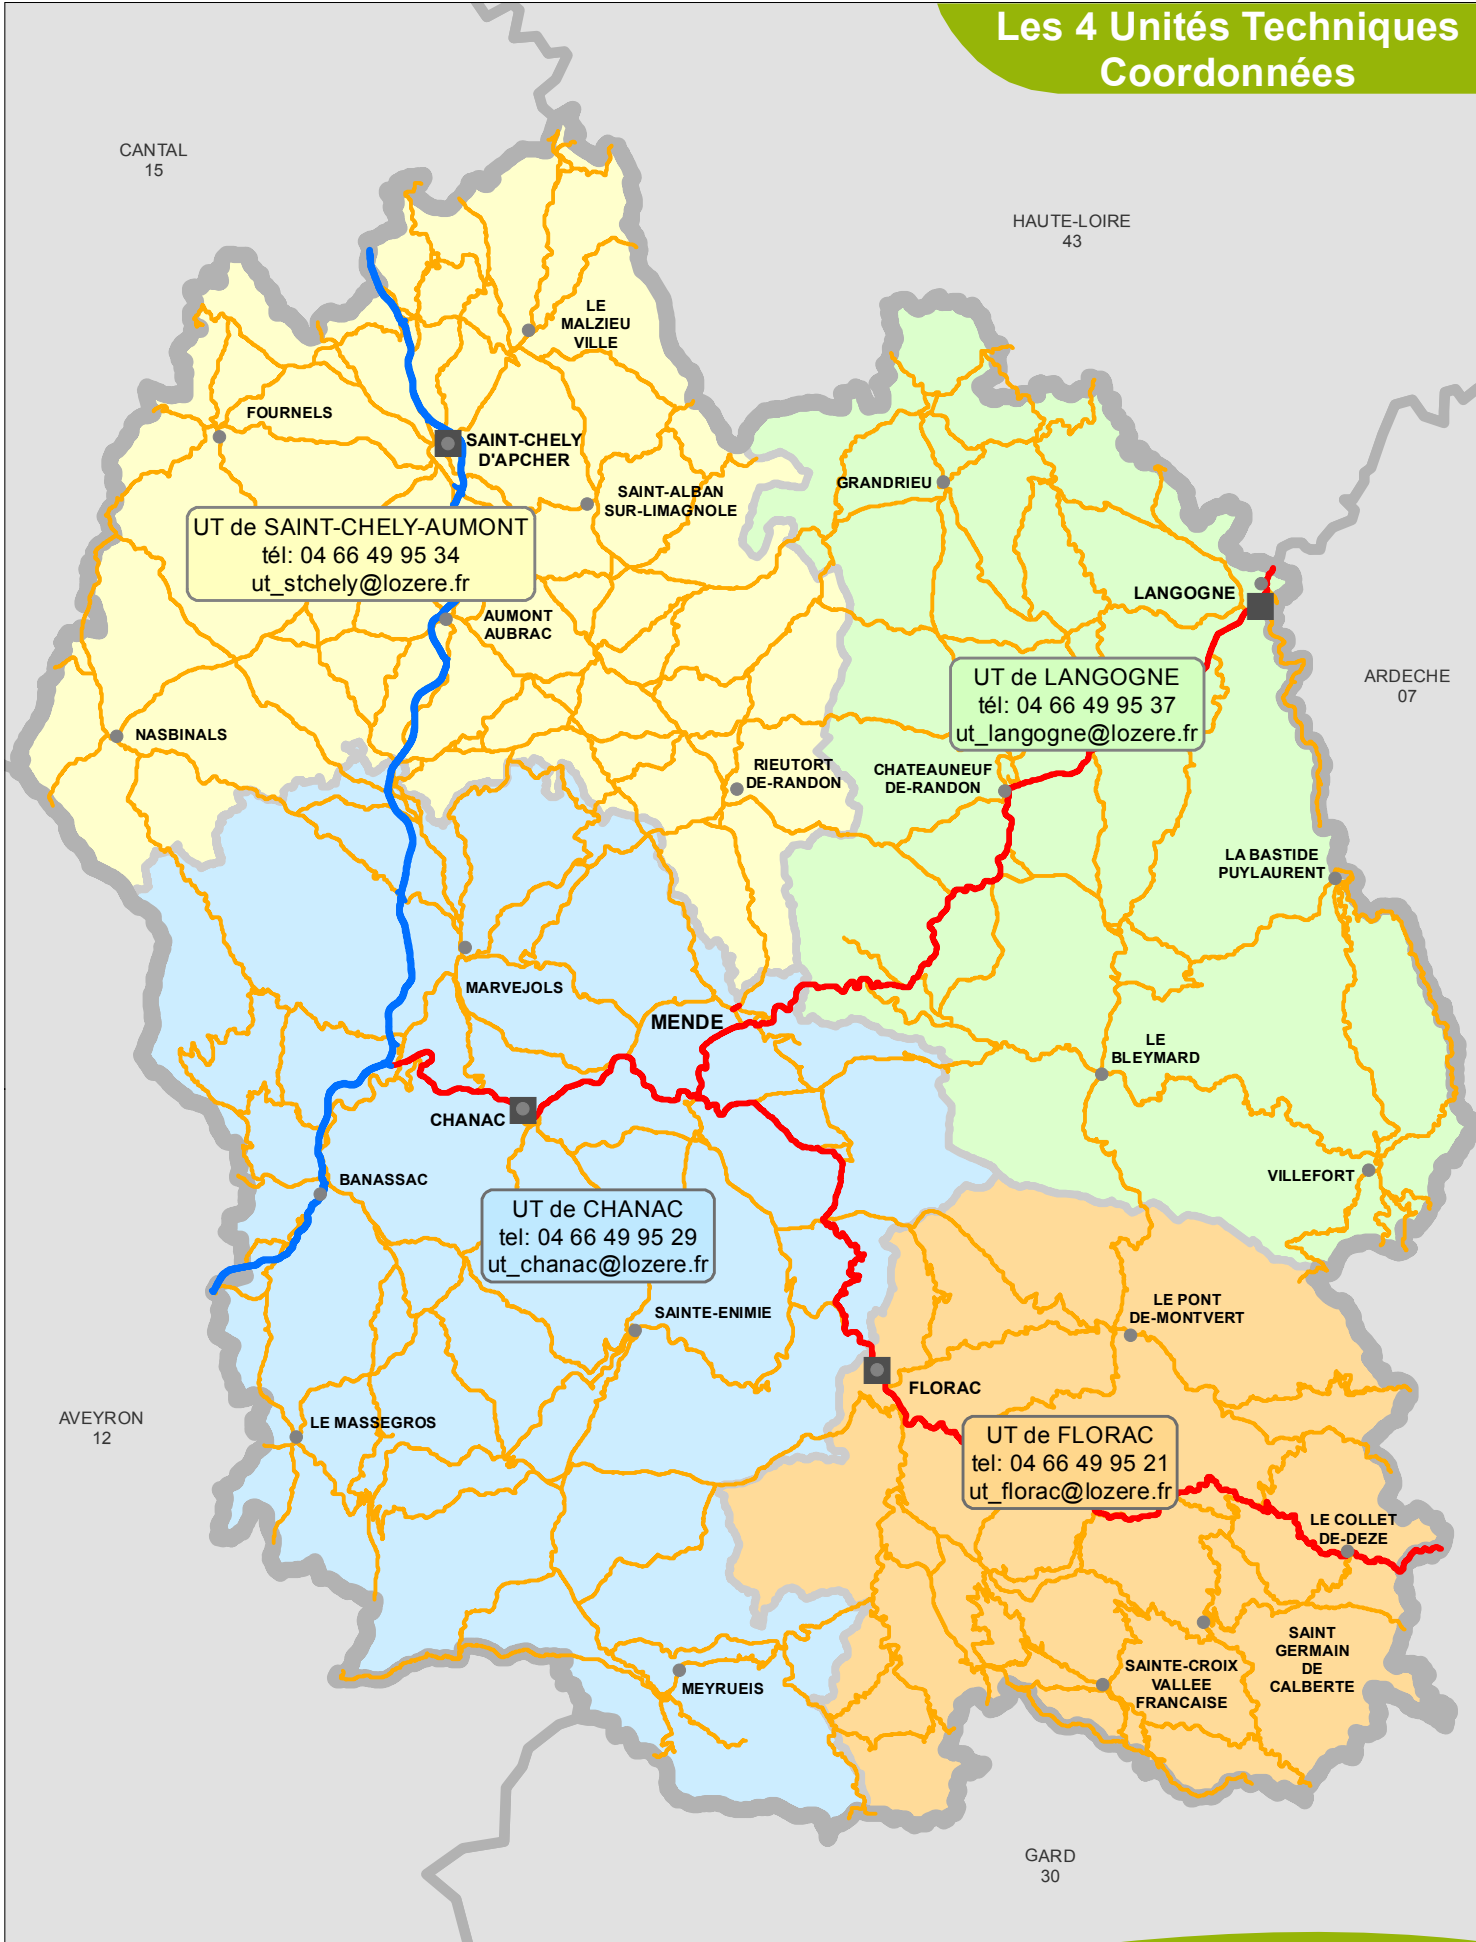 Les 4 Unités Techniques
Coordonnées
CANTAL
15
HAUTE-LOIRE
43
LE
MALZIEU
VILLE
FOURNELS
SAINT-CHELY
D'APCHER
GRANDRIEU
SAINT-ALBAN
SUR-LIMAGNOLE
UT de SAINT-CHELY-AUMONT
tél: 04 66 49 95 34
ut_stchely@lozere.fr
LANGOGNE
AUMONT
AUBRAC
UT de LANGOGNE
tél: 04 66 49 95 37
ut_langogne@lozere.fr
ARDECHE
07
NASBINALS
RIEUTORT
DE-RANDON
CHATEAUNEUF
DE-RANDON
LA BASTIDE
PUYLAURENT
MARVEJOLS
MENDE
LE
BLEYMARD
CHANAC
BANASSAC
VILLEFORT
UT de CHANAC
tel: 04 66 49 95 29
ut_chanac@lozere.fr
SAINTE-ENIMIE
LE PONT
DE-MONTVERT
FLORAC
AVEYRON
12
LE MASSEGROS
UT de FLORAC
tel: 04 66 49 95 21
ut_florac@lozere.fr
LE COLLET
DE-DEZE
SAINT
GERMAIN
DE
CALBERTE
SAINTE-CROIX
VALLEE
FRANCAISE
MEYRUEIS
GARD
30